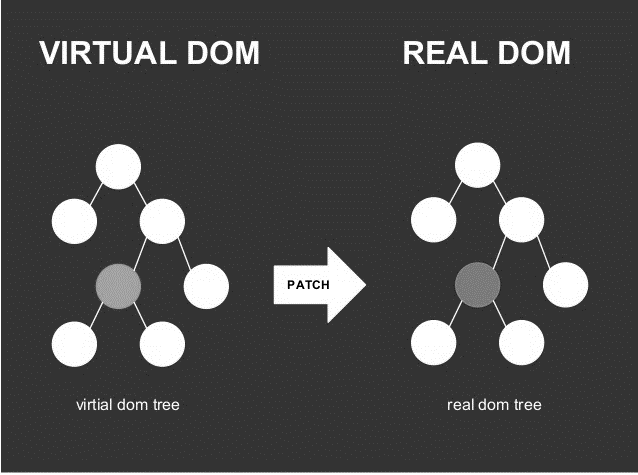 VIRTUAL DOM
REAL DOM
PATCH
virtial dom tree
real dom tree